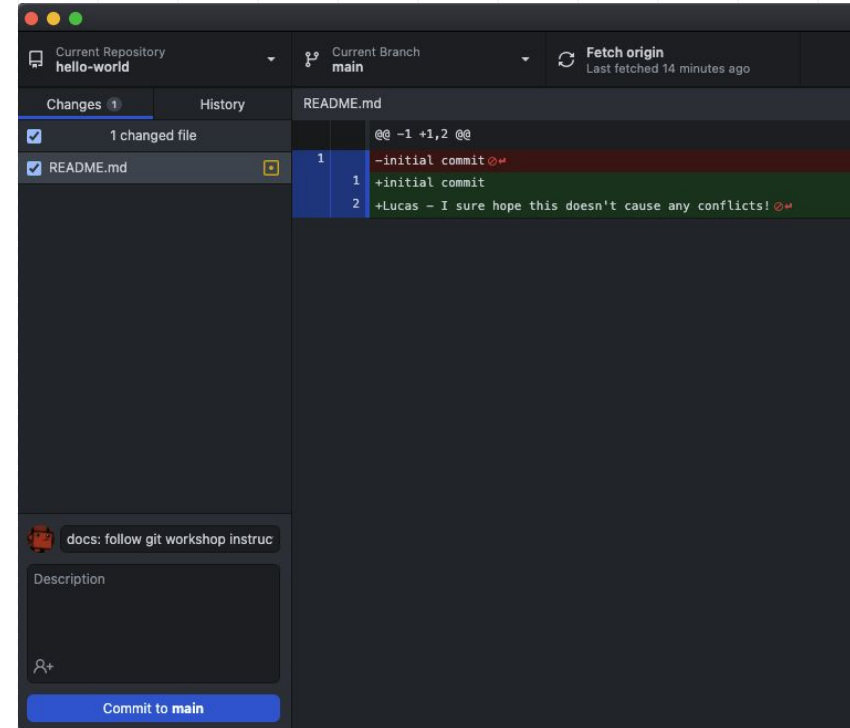 Current Repository
hello-world
Current Branch
main
Fetch origin
Last fetched 14 minutes ago
Changes 1
History
README.md
1 changed file
@@ -1 +1,2 @@
README.md
1 -initial commit
1 +initial commit
2 +Lucas – I sure hope this doesn't cause any conflicts!
docs: follow git workshop instruc
Description
Commit to main